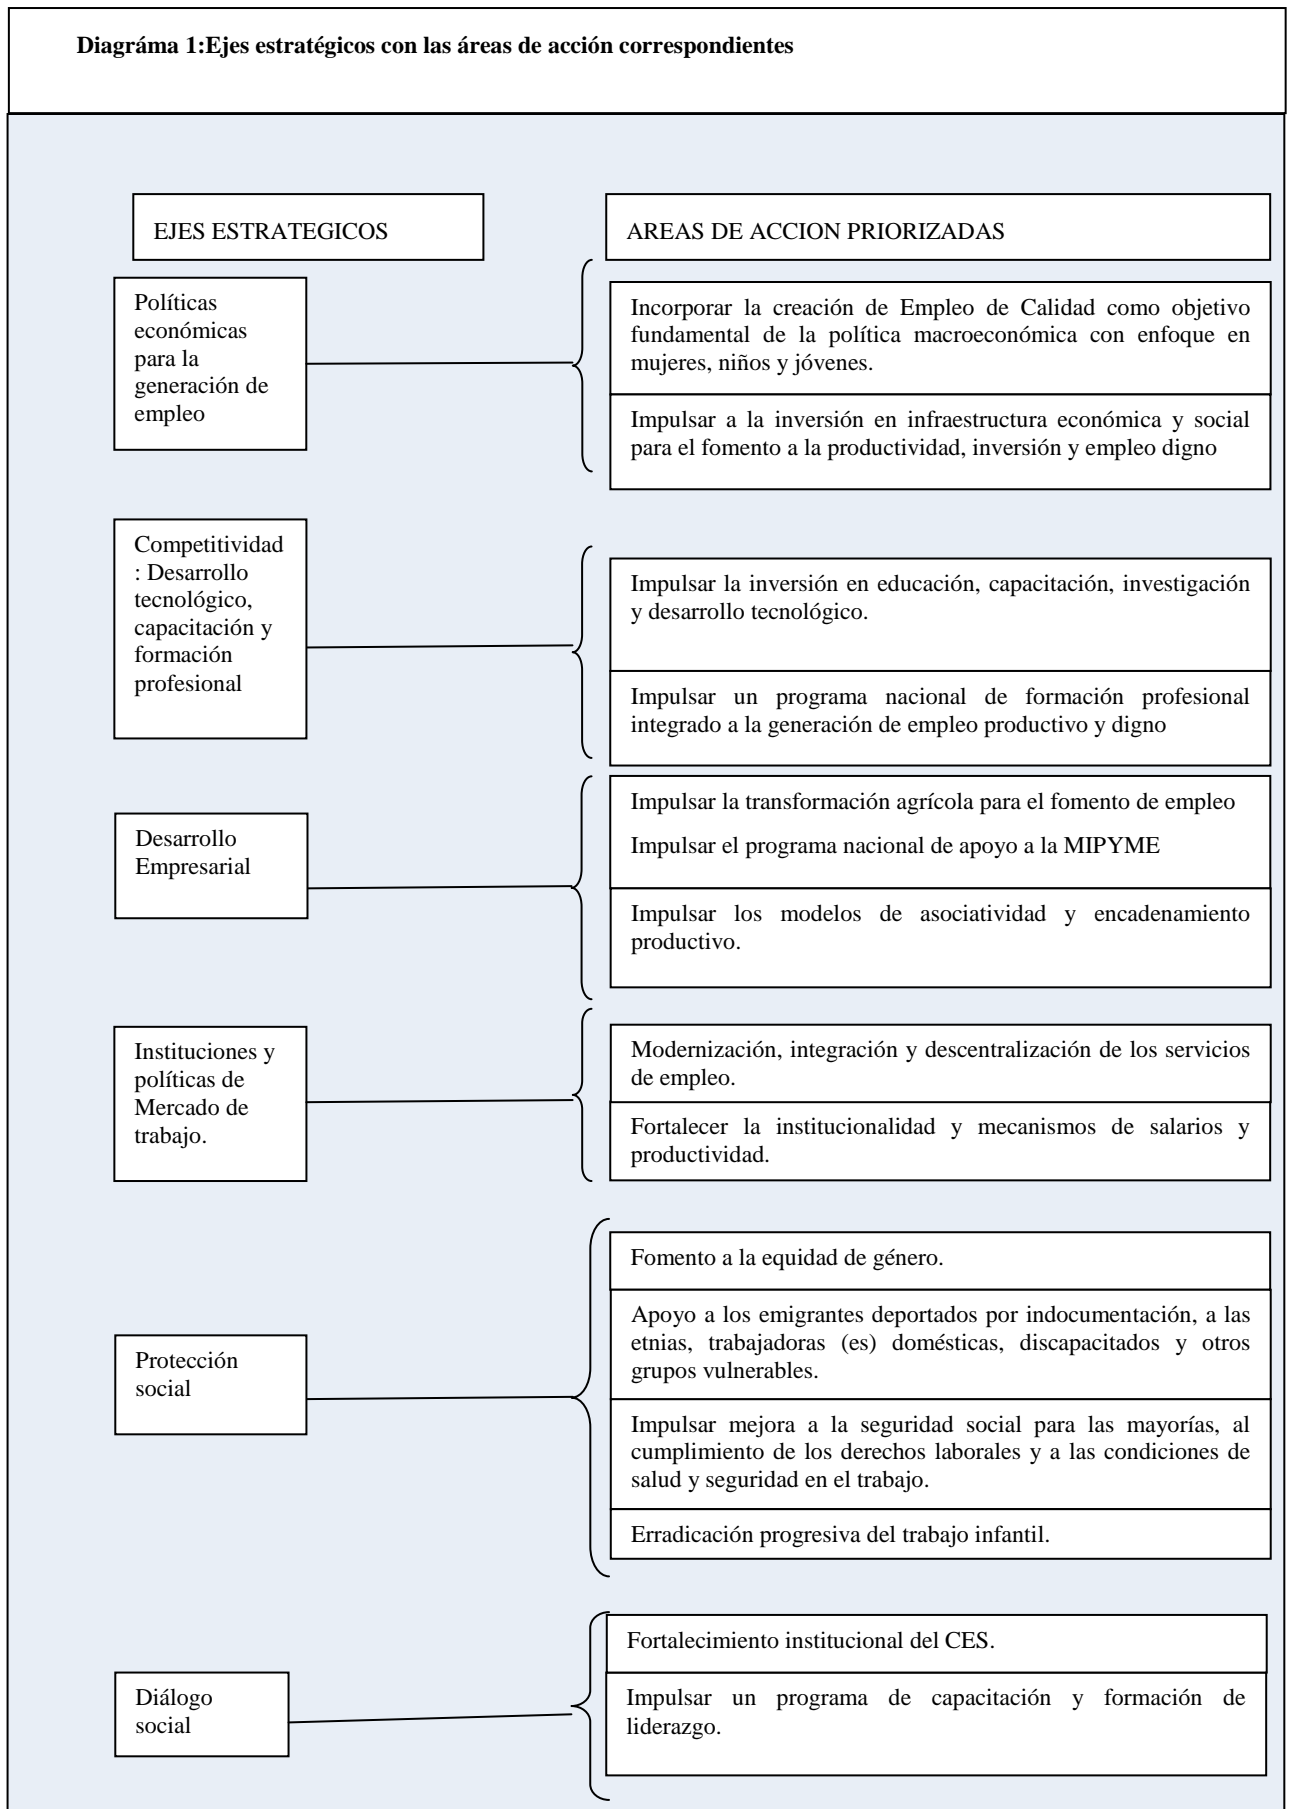 Diagráma 1:Ejes estratégicos con las áreas de acción correspondientes
EJES ESTRATEGICOS
AREAS DE ACCION PRIORIZADAS
Políticas
económicas
para la
generación de
empleo
Incorporar la creación de Empleo de Calidad como objetivo
fundamental de la política macroeconómica con enfoque en
mujeres, niños y jóvenes.
Impulsar a la inversión en infraestructura económica y social
para el fomento a la productividad, inversión y empleo digno
Competitividad
: Desarrollo
tecnológico,
capacitación y
formación
profesional
Impulsar la inversión en educación, capacitación, investigación
y desarrollo tecnológico.
Impulsar un programa nacional de formación profesional
integrado a la generación de empleo productivo y digno
Desarrollo
Empresarial
Impulsar la transformación agrícola para el fomento de empleo
Impulsar el programa nacional de apoyo a la MIPYME
Impulsar los modelos de asociatividad y encadenamiento
productivo.
Instituciones y
políticas de
Mercado de
trabajo.
Modernización, integración y descentralización de los servicios
de empleo.
Fortalecer la institucionalidad y mecanismos de salarios y
productividad.
Protección
social
Fomento a la equidad de género.
Apoyo a los emigrantes deportados por indocumentación, a las
etnias, trabajadoras (es) domésticas, discapacitados y otros
grupos vulnerables.
Impulsar mejora a la seguridad social para las mayorías, al
cumplimiento de los derechos laborales y a las condiciones de
salud y seguridad en el trabajo.
Erradicación progresiva del trabajo infantil.
Diálogo
social
Fortalecimiento institucional del CES.
Impulsar un programa de capacitación y formación de
liderazgo.